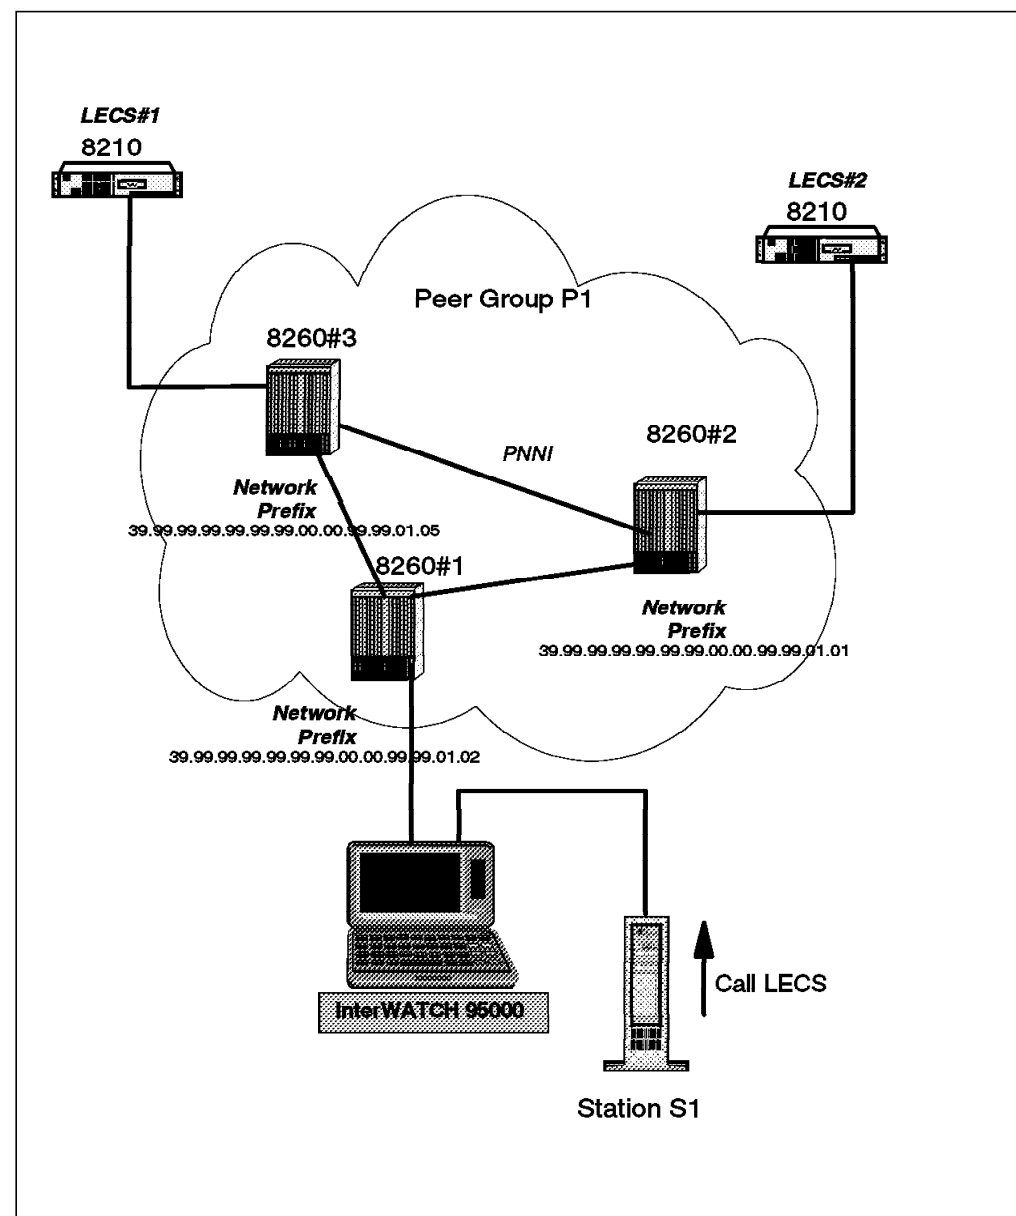 LECS#1
8210
LECS#2
8210
Peer Group P1
8260#3
8260#2
PNNI
Network
Prefix
39.99.99.99.99.99.99.00.00.99.99.01.05
8260#1
Network
Prefix
39.99.99.99.99.99.99.00.00.99.99.01.01
Network
Prefix
39.99.99.99.99.99.99.00.00.99.99.01.02
InterWATCH 95000
Call LECS
Station S1